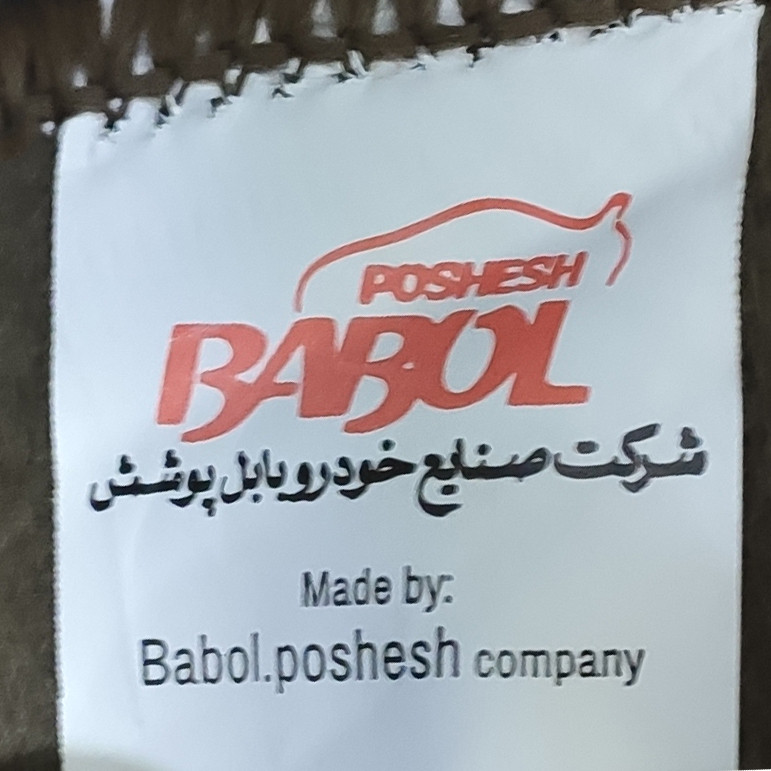 POSHESH
BABOL
شرکت صنایع خودرو بابل پوشش
Made by:
Babol.poshesh company